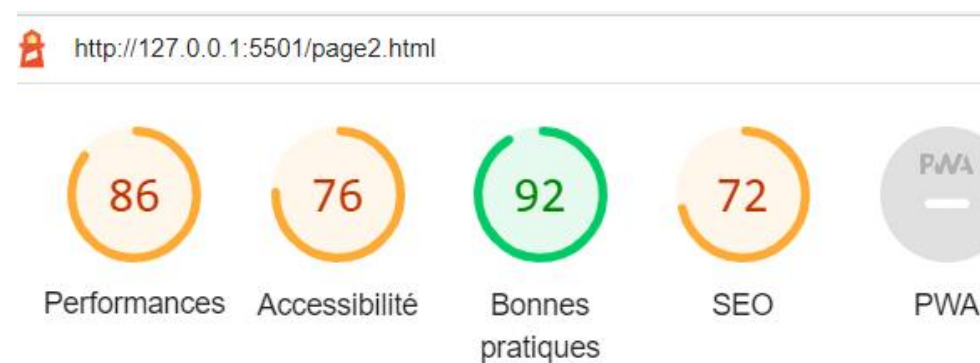 http://127.0.0.1:5501/page2.html
86
76
92
72
PWA
Performances
Accessibilité
Bonnes
pratiques
SEO
PWA